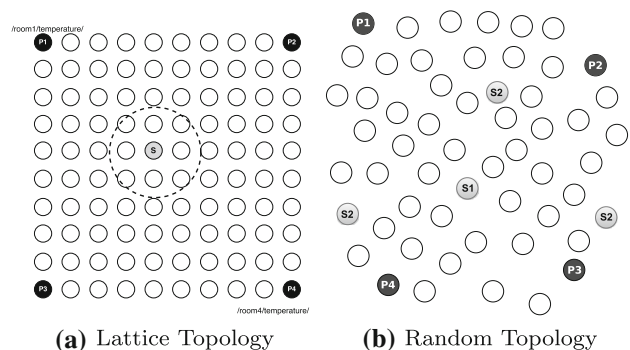 /room1/temperature/
P1
P2
S
P3
P4
/room4/temperature/
(a) Lattice Topology
P1
P2
S2
S1
S2
S2
P3
P4
(b) Random Topology